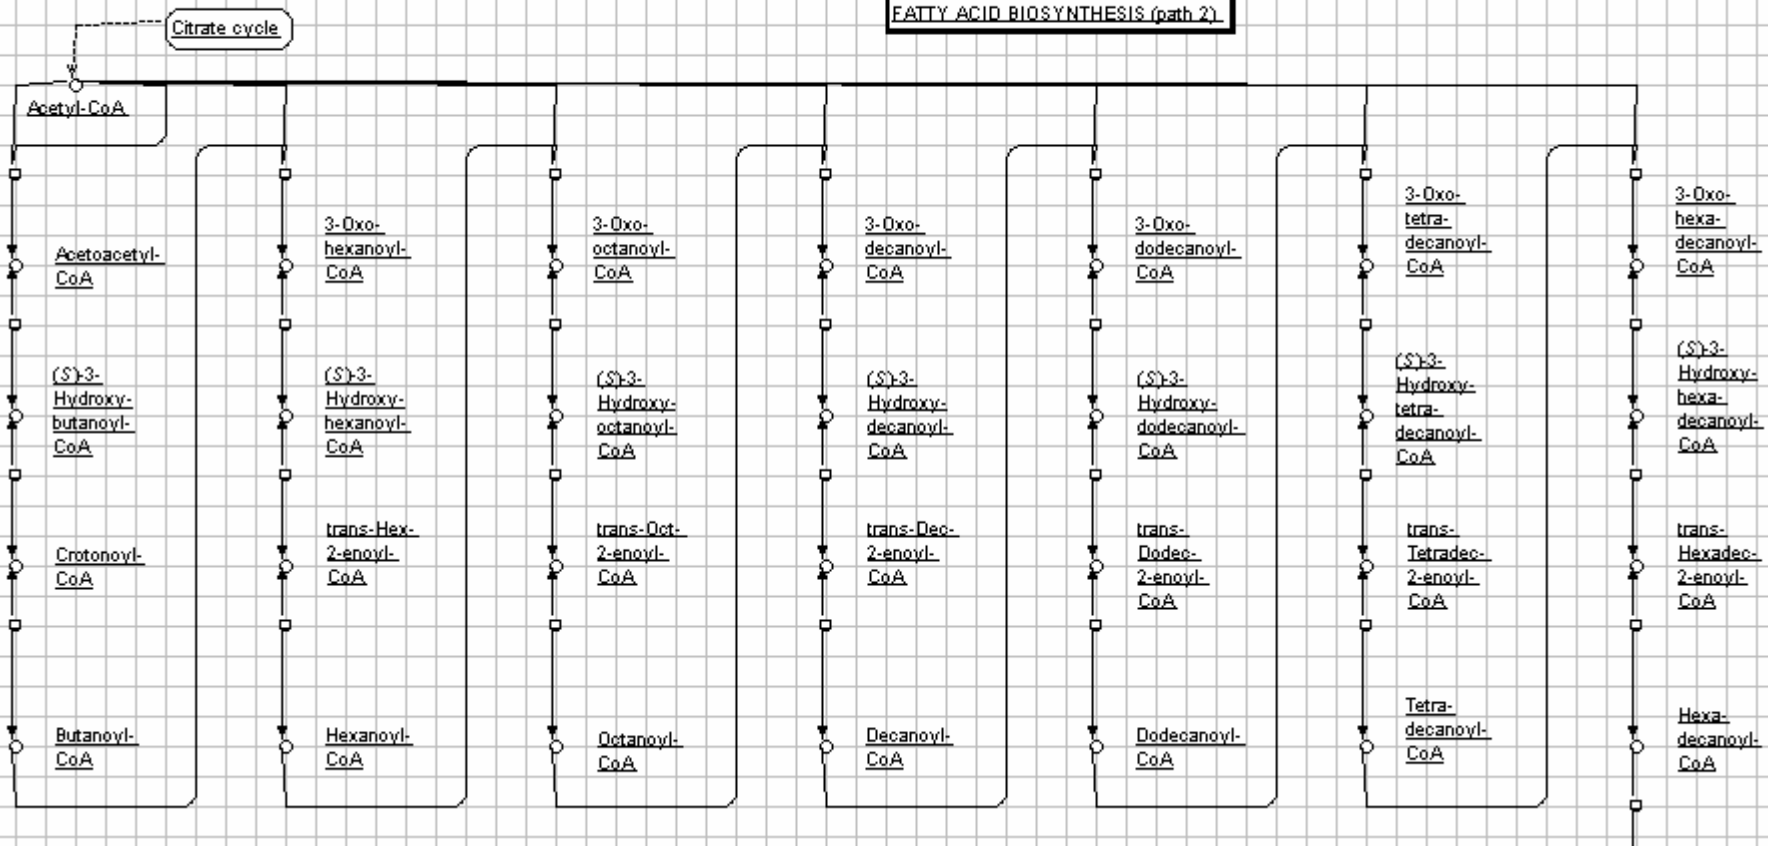 FATTY ACID BIOSYNTHESIS (path 2)
Citrate cycle
Acetyl-CoA
Acetoacetyl-
CoA
(S)-3-
Hydroxy-
butanoyl-
CoA
Crotonoyl-
CoA
Butanoyl-
CoA
3-Oxo-
hexanoyl-
CoA
(S)-3-
Hydroxy-
hexanoyl-
CoA
trans-Hex-
2-enoyl-
CoA
Hexanoyl-
CoA
3-Oxo-
octanoyl-
CoA
(S)-3-
Hydroxy-
octanoyl-
CoA
trans-Oct-
2-enoyl-
CoA
Octanoyl-
CoA
3-Oxo-
decanoyl-
CoA
(S)-3-
Hydroxy-
decanoyl-
CoA
trans-Dec-
2-enoyl-
CoA
Decanoyl-
CoA
3-Oxo-
dodecanoyl-
CoA
(S)-3-
Hydroxy-
dodecanoyl-
CoA
trans-
Dodec-
2-enoyl-
CoA
Dodecanoyl-
CoA
3-Oxo-
tetra-
decanoyl-
CoA
(S)-3-
Hydroxy-
tetra-
decanoyl-
CoA
trans-
Tetradec-
2-enoyl-
CoA
Tetra-
decanoyl-
CoA
3-Oxo-
hexa-
decanoyl-
CoA
(S)-3-
Hydroxy-
hexa-
decanoyl-
CoA
trans-
Hexadec-
2-enoyl-
CoA
Hexa-
decanoyl-
CoA